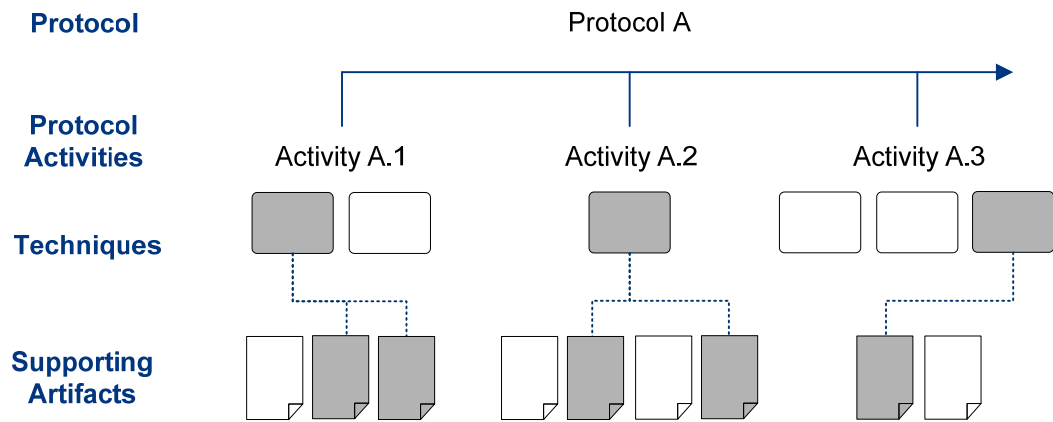 Protocol
Protocol A
Protocol
Activities
Activity A.1
Activity A.2
Activity A.3
Techniques
Supporting
Artifacts